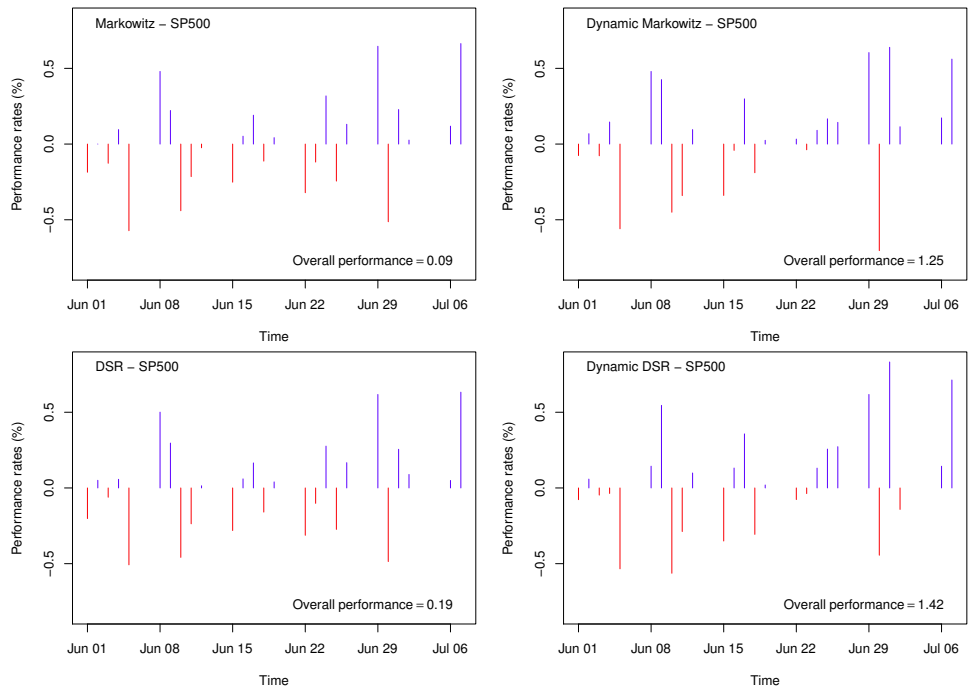 Markowitz – SP500
Performance rates (%)
0.5
0.0
−0.5
Overall performance = 0.09
Jun 01 Jun 08 Jun 15 Jun 22 Jun 29 Jul 06
Time
Dynamic Markowitz – SP500
Performance rates (%)
0.5
0.0
−0.5
Overall performance = 1.25
Jun 01 Jun 08 Jun 15 Jun 22 Jun 29 Jul 06
Time
DSR – SP500
Performance rates (%)
0.5
0.0
−0.5
Overall performance = 0.19
Jun 01 Jun 08 Jun 15 Jun 22 Jun 29 Jul 06
Time
Dynamic DSR – SP500
Performance rates (%)
0.5
0.0
−0.5
Overall performance = 1.42
Jun 01 Jun 08 Jun 15 Jun 22 Jun 29 Jul 06
Time